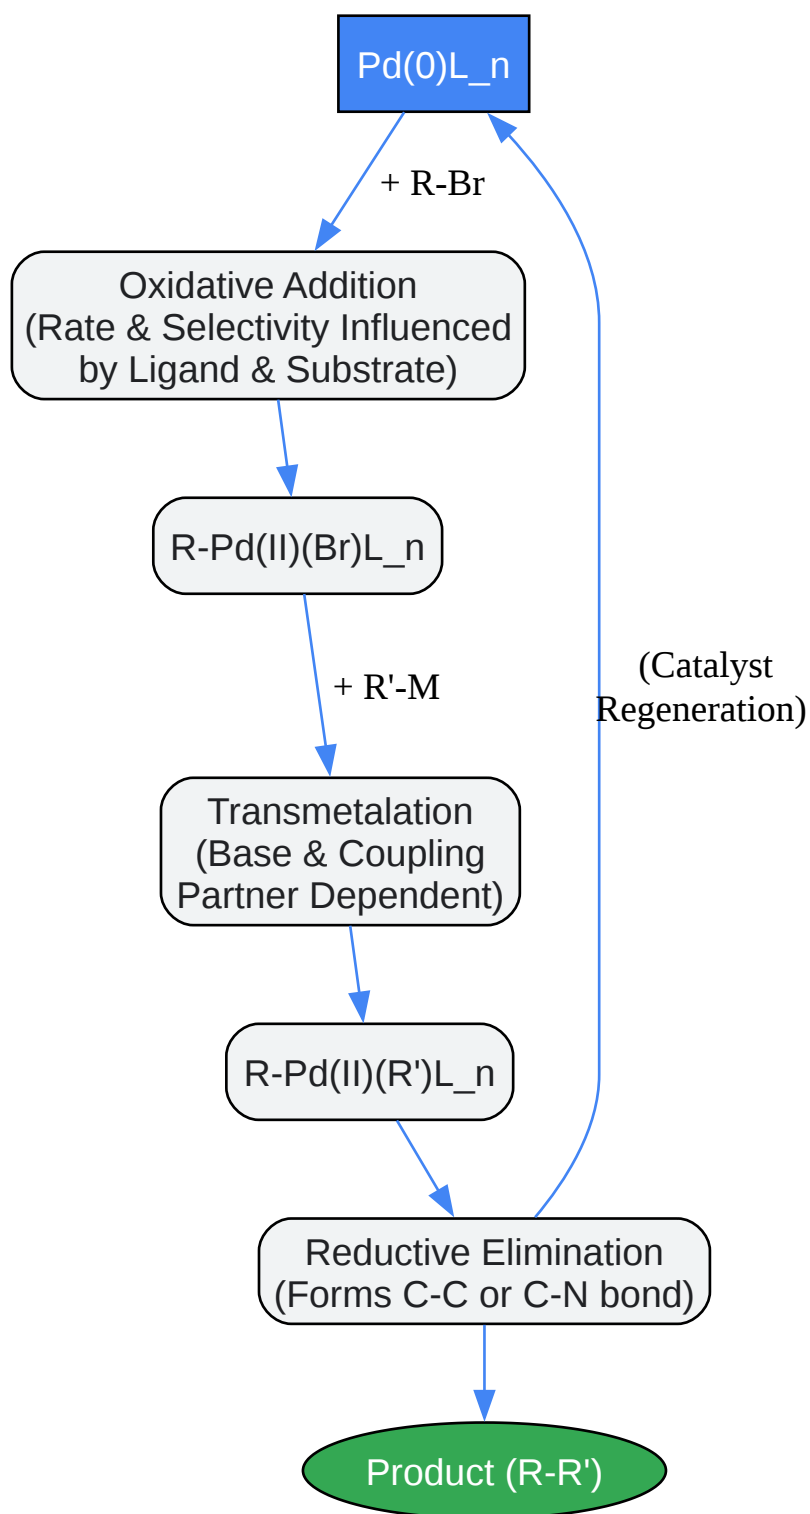 Pd(0)L_n
+ R-Br
Oxidative Addition
(Rate & Selectivity Influenced
by Ligand & Substrate)
R-Pd(II)(Br)L_n
(Catalyst
Regeneration)
+ R'-M
Transmetalation
(Base & Coupling
Partner Dependent)
R-Pd(II)(R')L_n
Reductive Elimination
(Forms C-C or C-N bond)
Product (R-R')